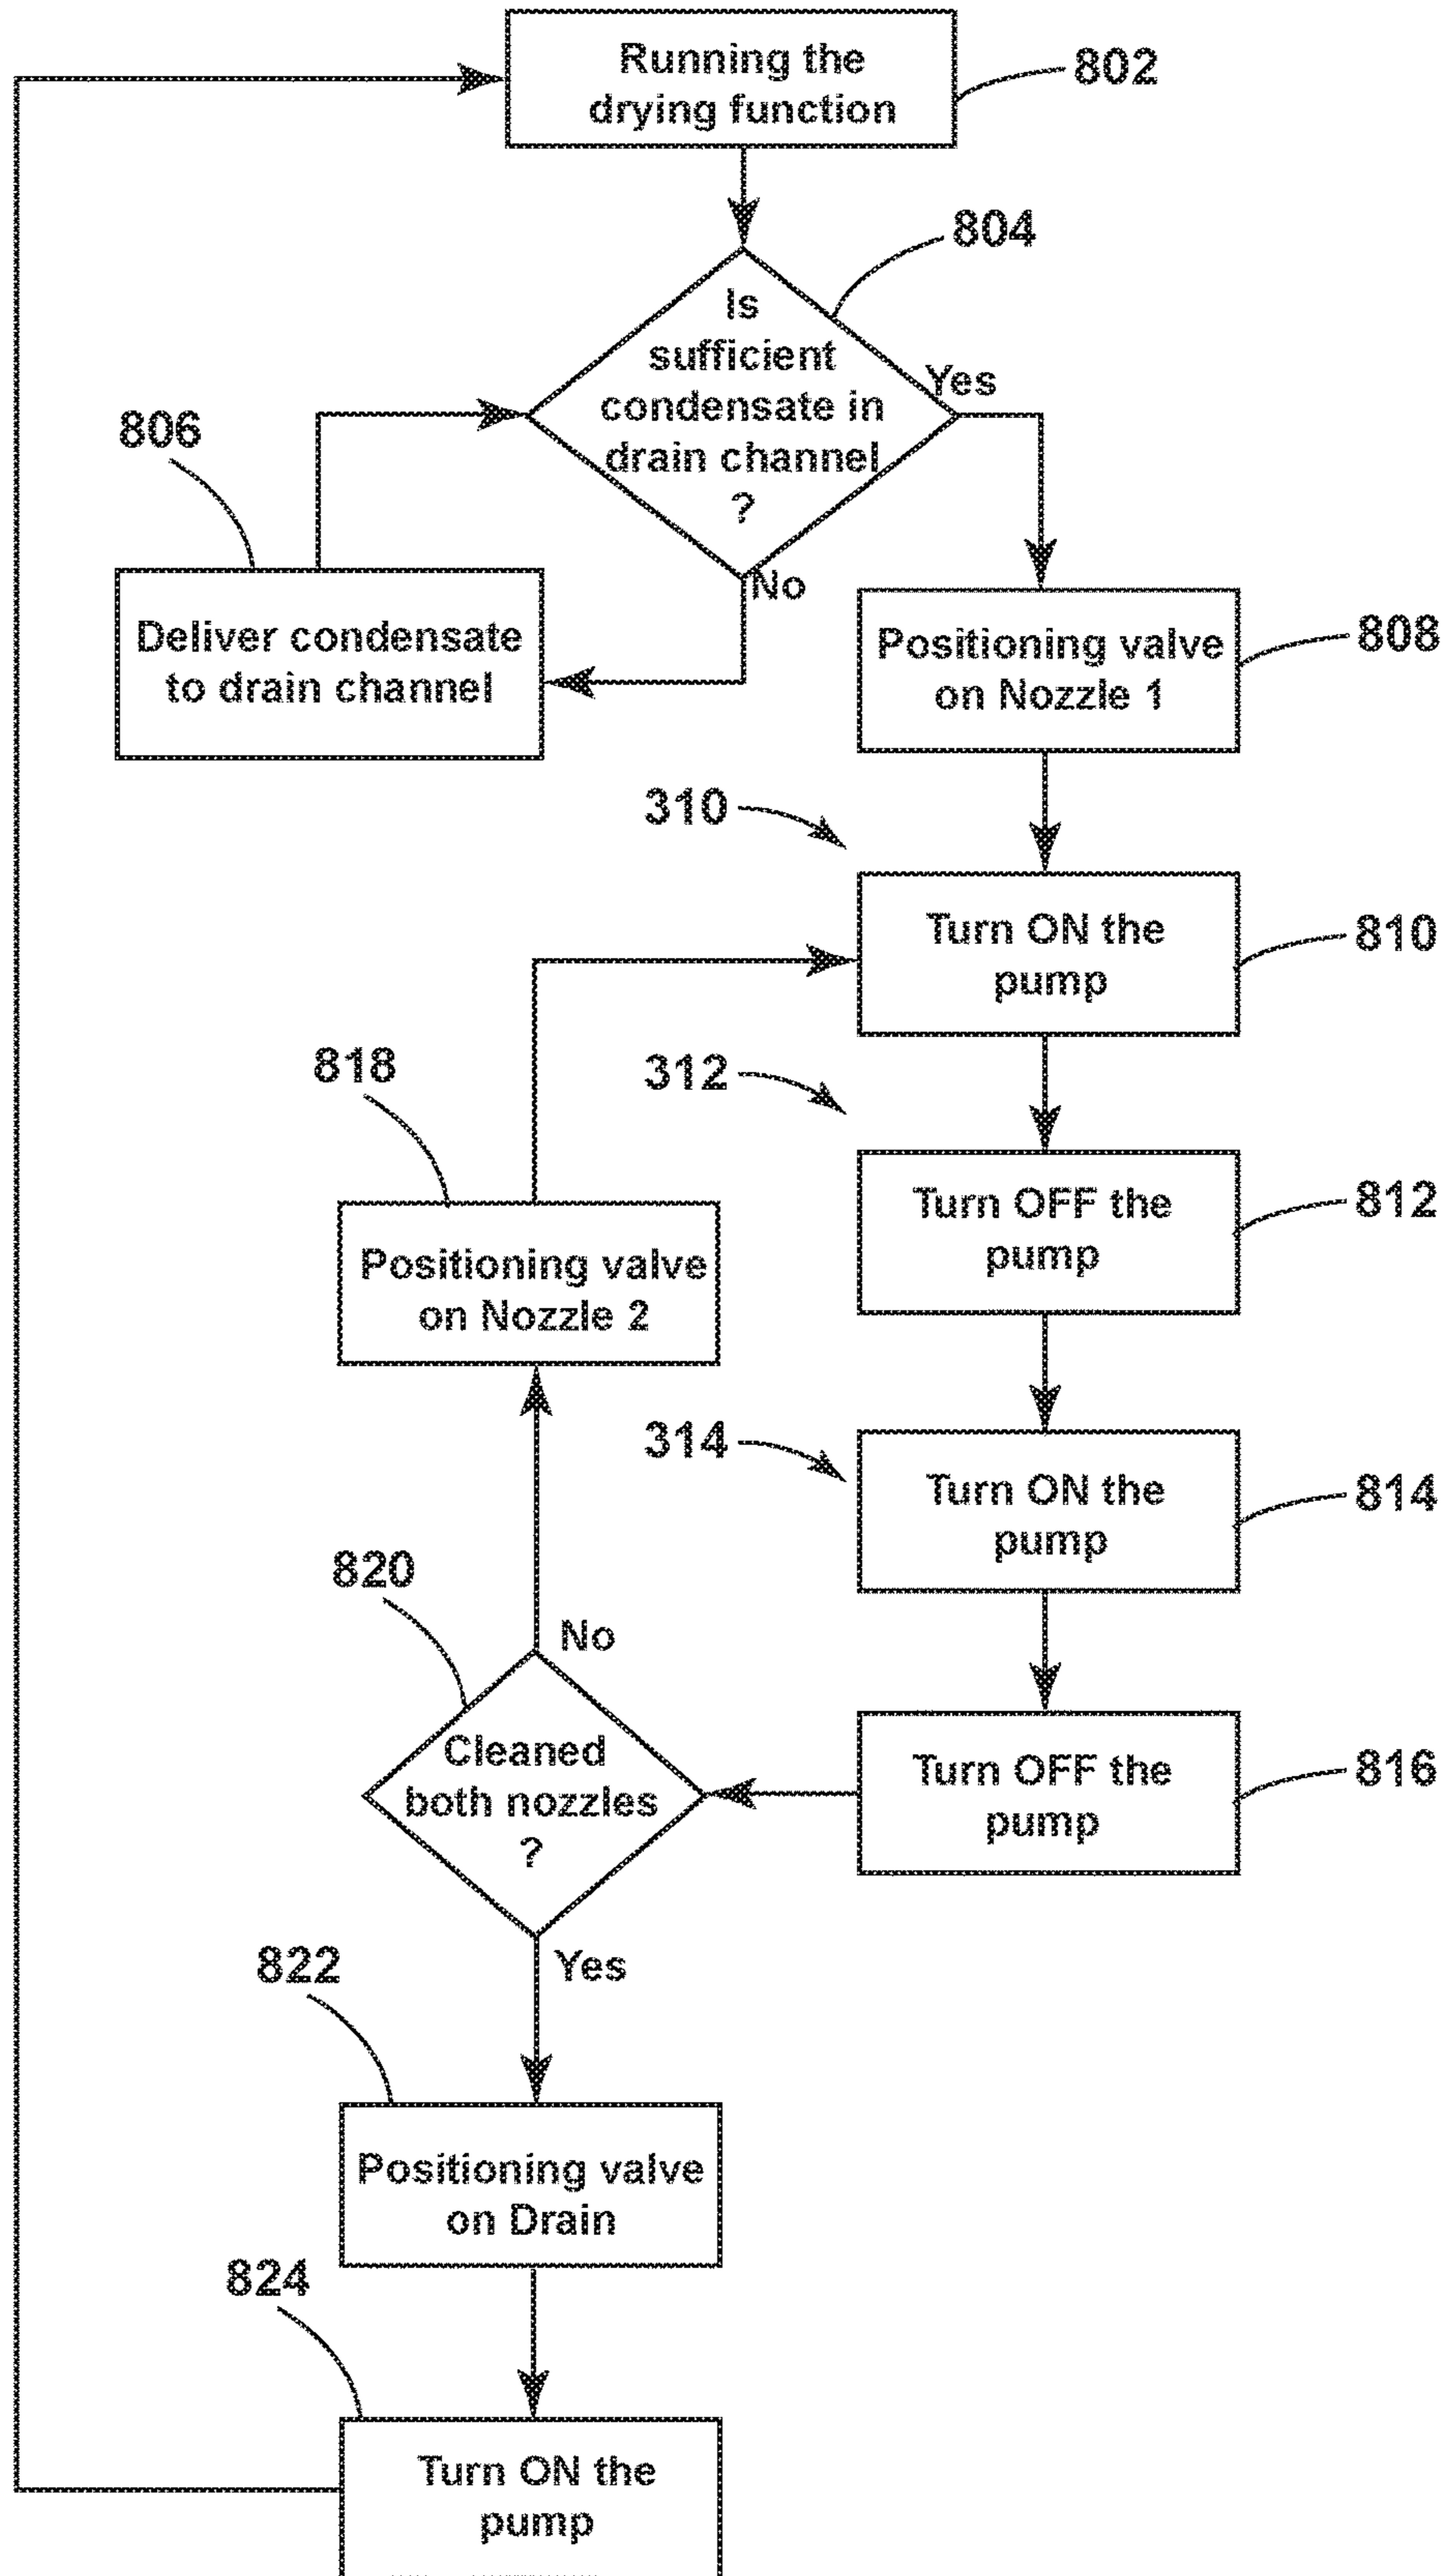 Running the
drying function
802
804
Is
sufficient
condensate in
drain channel
?
Yes
No
806
Deliver condensate
to drain channel
Positioning valve
on Nozzle 1
808
310
Turn ON the
pump
810
312
818
Turn OFF the
pump
812
Positioning valve
on Nozzle 2
314
Turn ON the
pump
814
820
No
Cleaned
both nozzles
?
Turn OFF the
pump
816
Yes
822
Positioning valve
on Drain
824
Turn ON the
pump